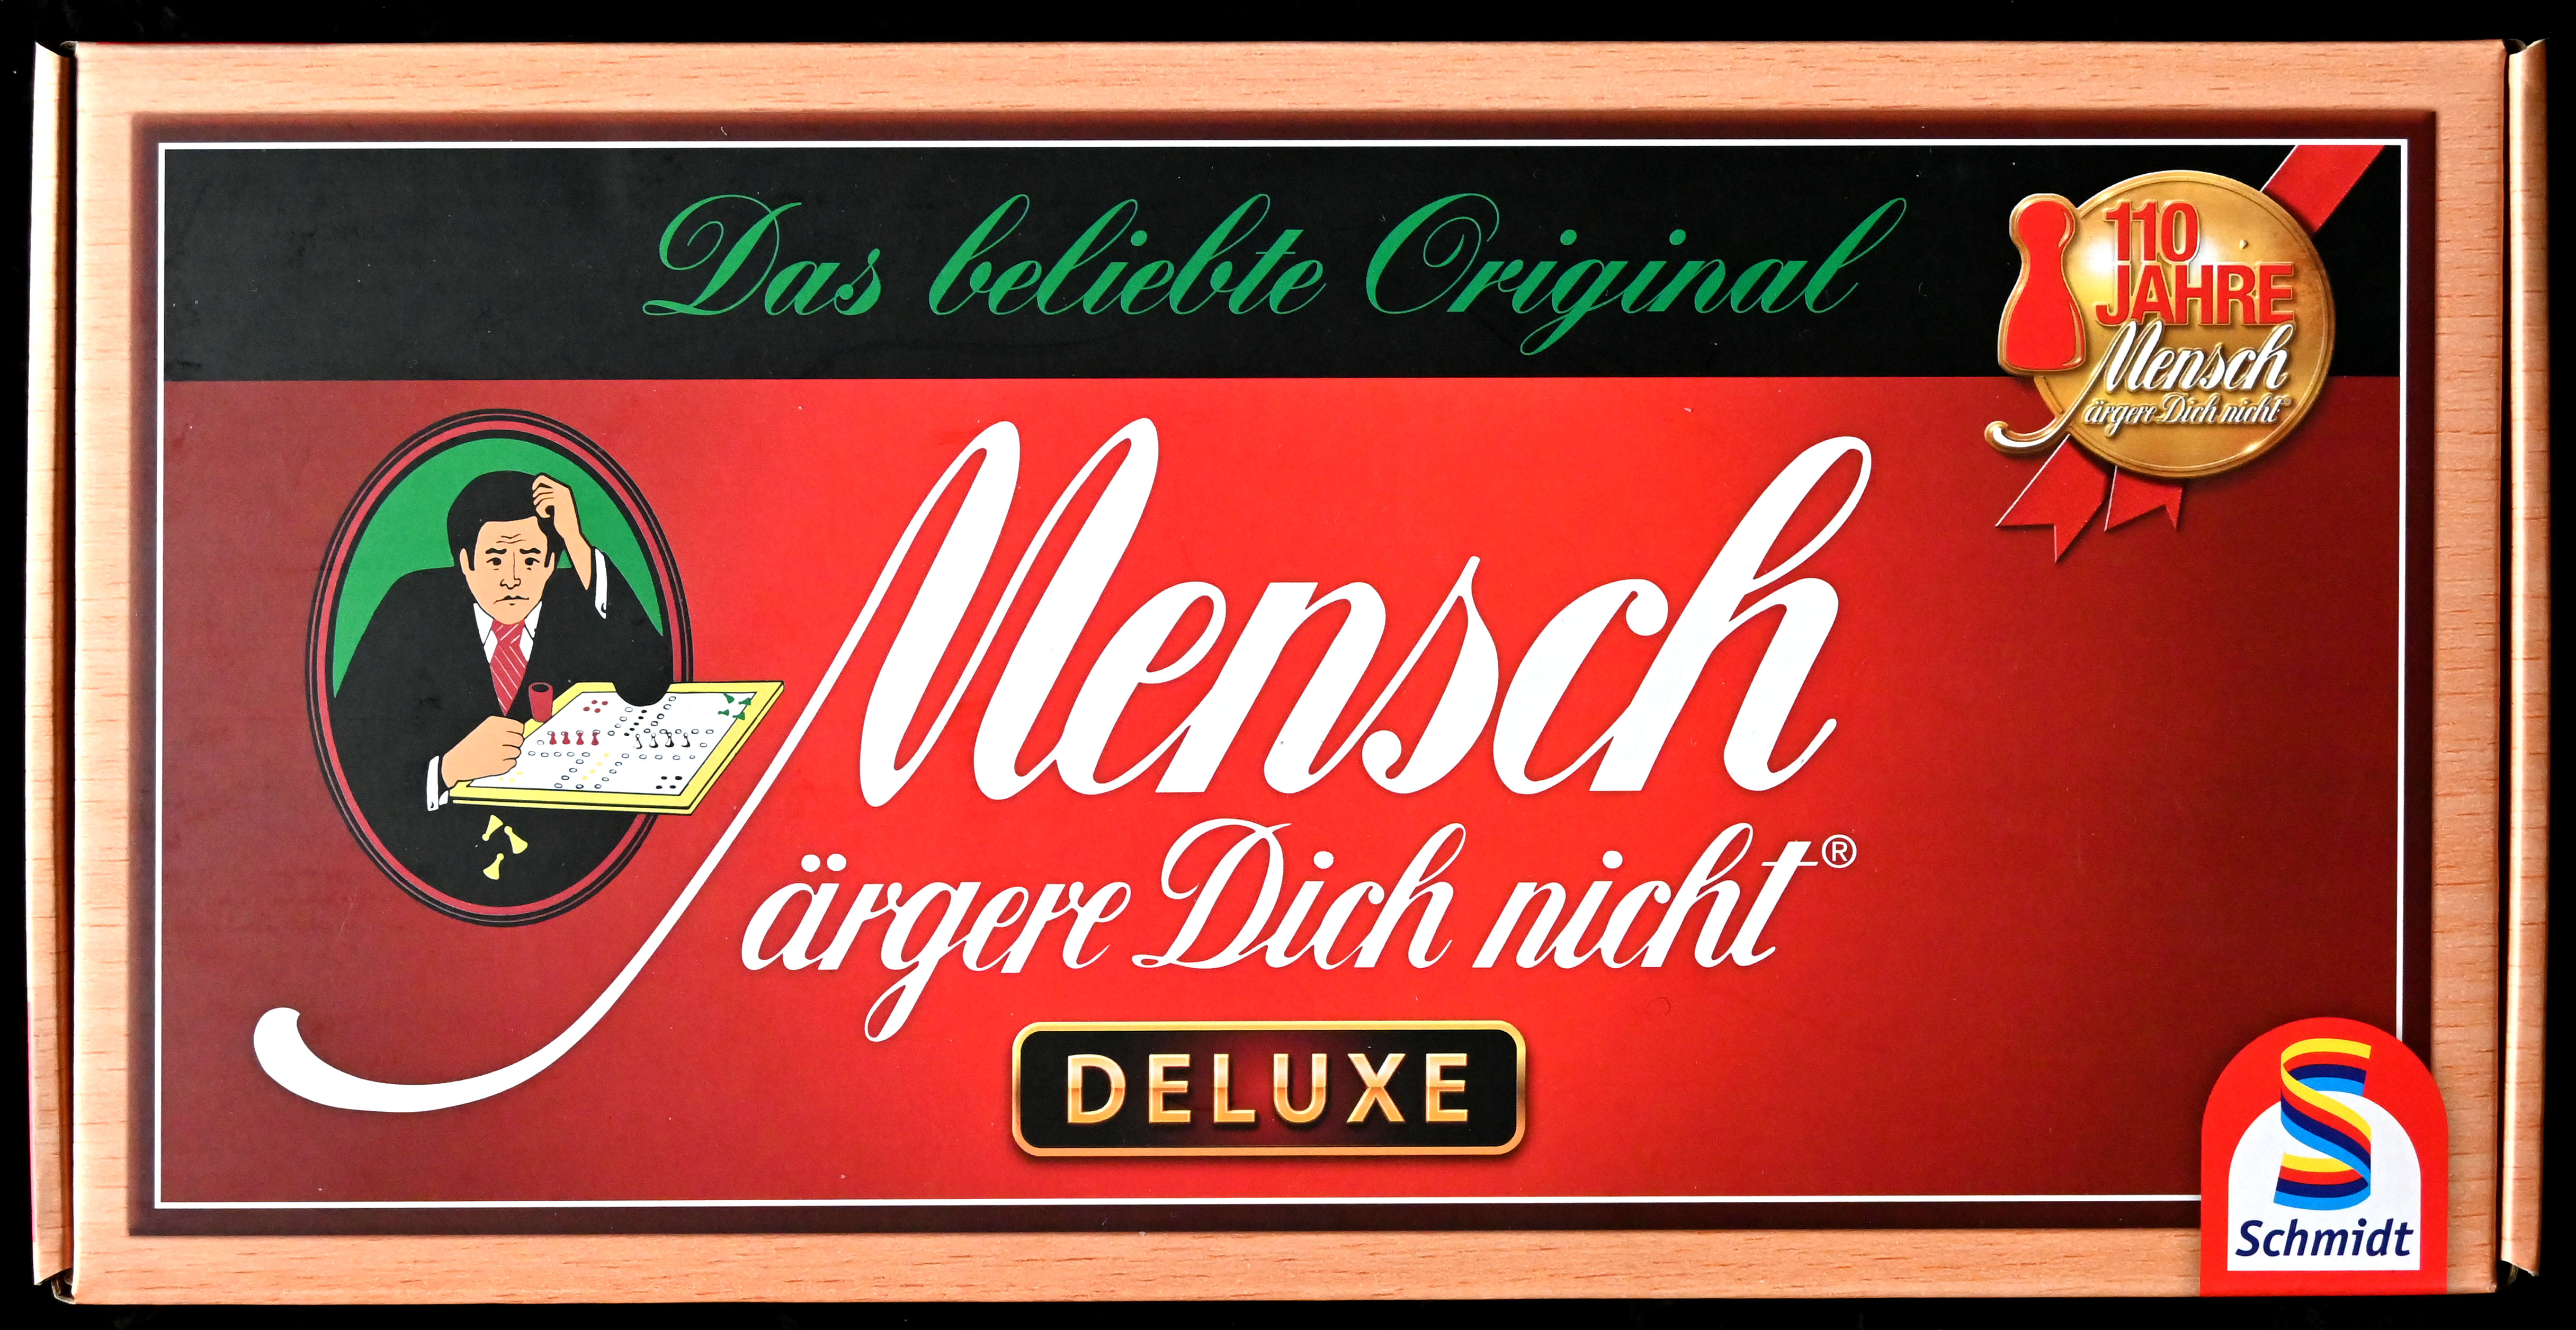 Das beliebte Original
110
JAHRE
Mensch
ärgere Dich nicht®
Mensch
ärgere Dich nicht®
DELUXE
Schmidt